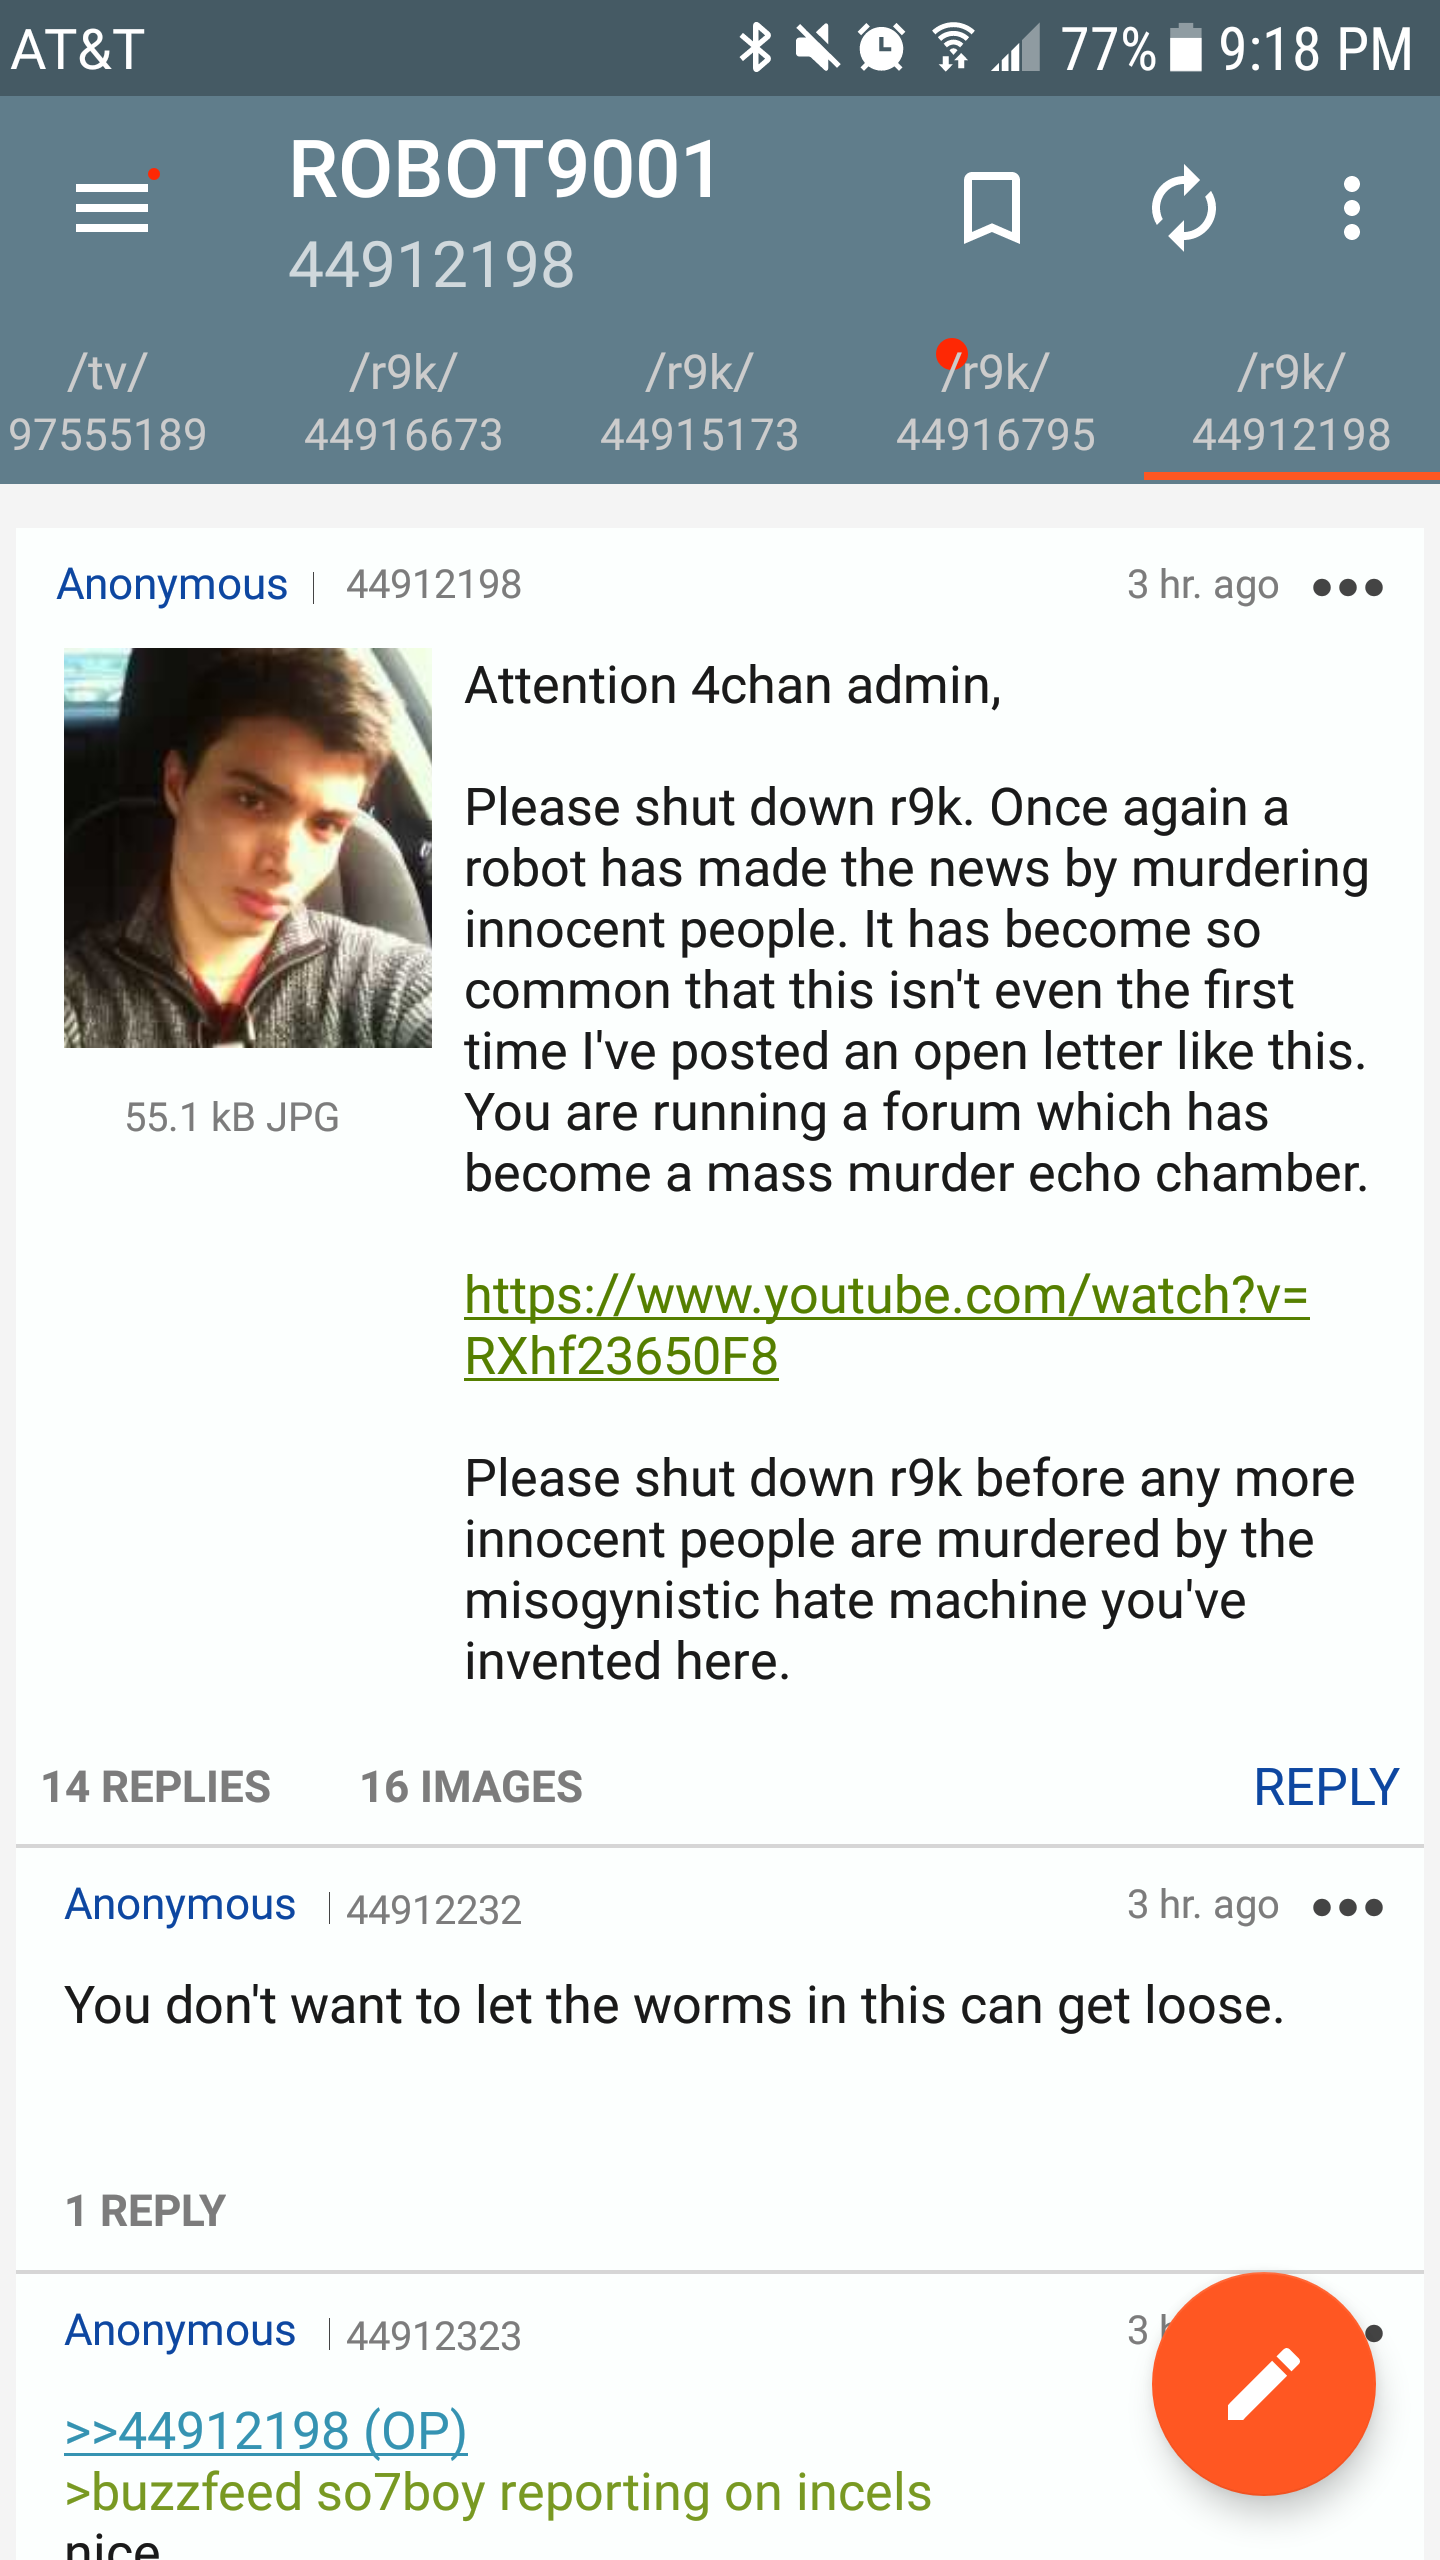 AT&T 77% 9:18 PM
ROBOT9001
44912198
/tv/ /r9k/ /r9k/ /r9k/ /r9k/
97555189 44916673 44915173 44916795 44912198
Anonymous | 44912198 3 hr. ago
Attention 4chan admin,
Please shut down r9k. Once again a
robot has made the news by murdering
innocent people. It has become so
common that this isn't even the first
time I've posted an open letter like this.
You are running a forum which has
become a mass murder echo chamber.
55.1 kB JPG
https://www.youtube.com/watch?v=
RXhf23650F8
Please shut down r9k before any more
innocent people are murdered by the
misogynistic hate machine you've
invented here.
14 REPLIES 16 IMAGES REPLY
Anonymous | 44912232 3 hr. ago
You don't want to let the worms in this can get loose.
1 REPLY
Anonymous | 44912323 3
>>44912198 (OP)
>buzzfeed so7boy reporting on incels
nice